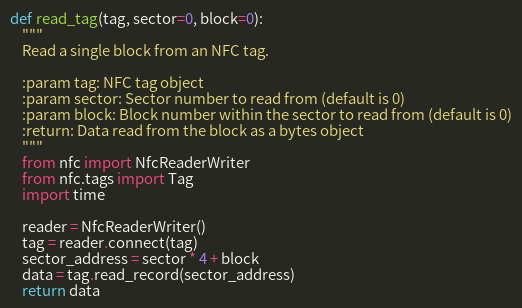 def read_tag(tag, sector=0, block=0):
"""
Read a single block from an NFC tag.
:param tag: NFC tag object
:param sector: Sector number to read from (default is 0)
:param block: Block number within the sector to read from (default is 0)
:return: Data read from the block as a bytes object
"""
from nfc import NfcReaderWriter
from nfc.tags import Tag
import time
reader = NfcReaderWriter()
tag = reader.connect(tag)
sector_address = sector * 4 + block
data = tag.read_record(sector_address)
return data